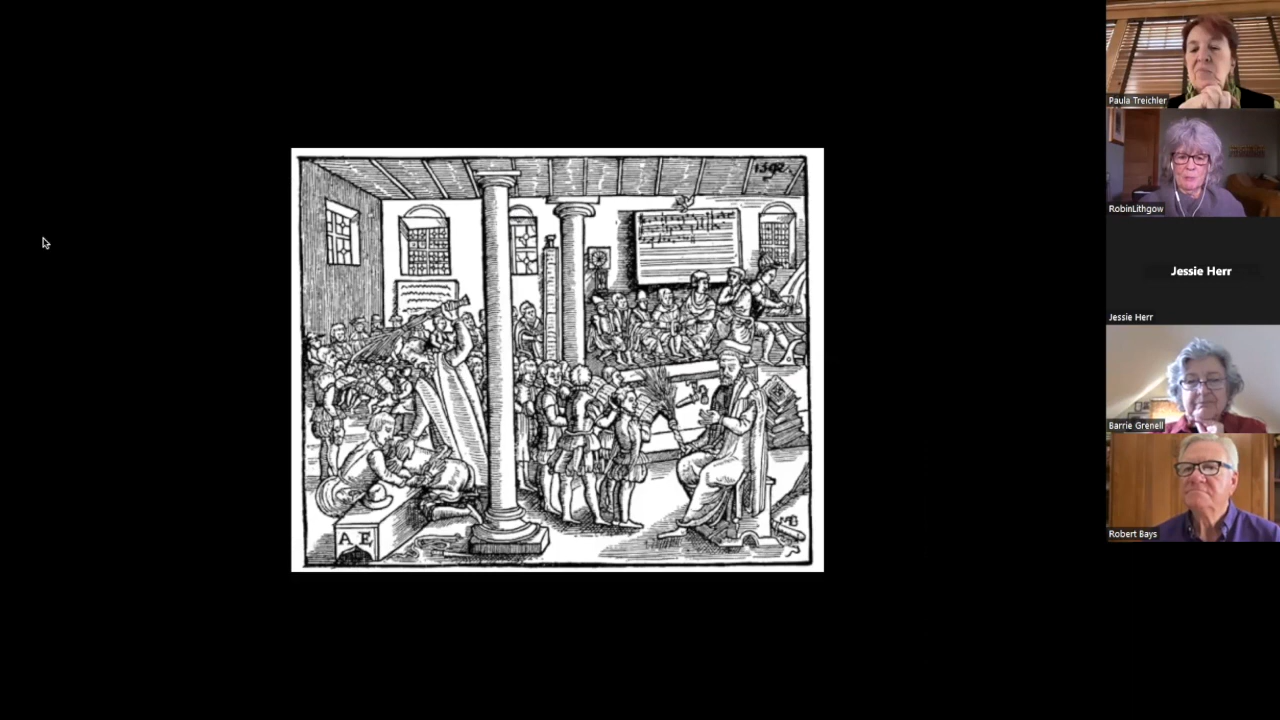 1592
A E
Paula Treichler
RobinLithgow
Jessie Herr
Jessie Herr
Barrie Grenell
Robert Bays